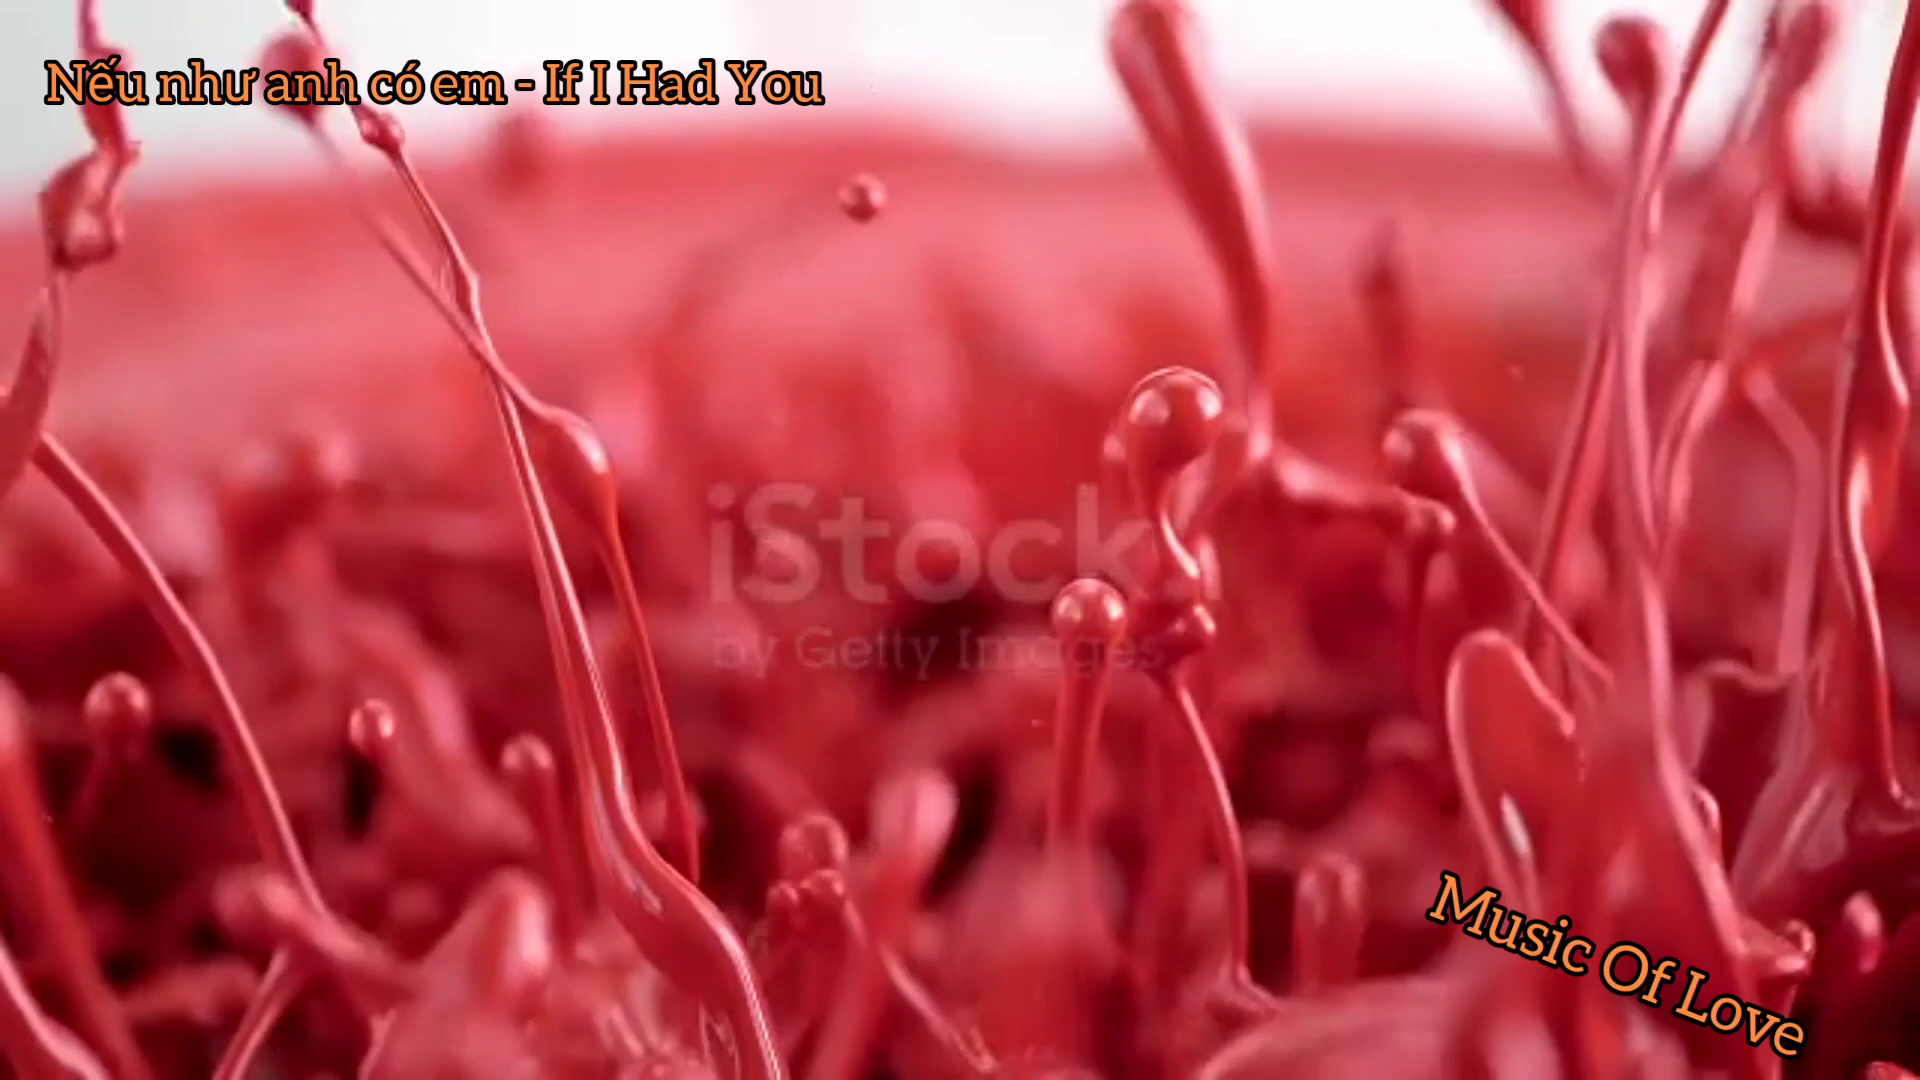 Nếu như anh có em - If I Had You
iStock
by Getty Images
Music Of Love